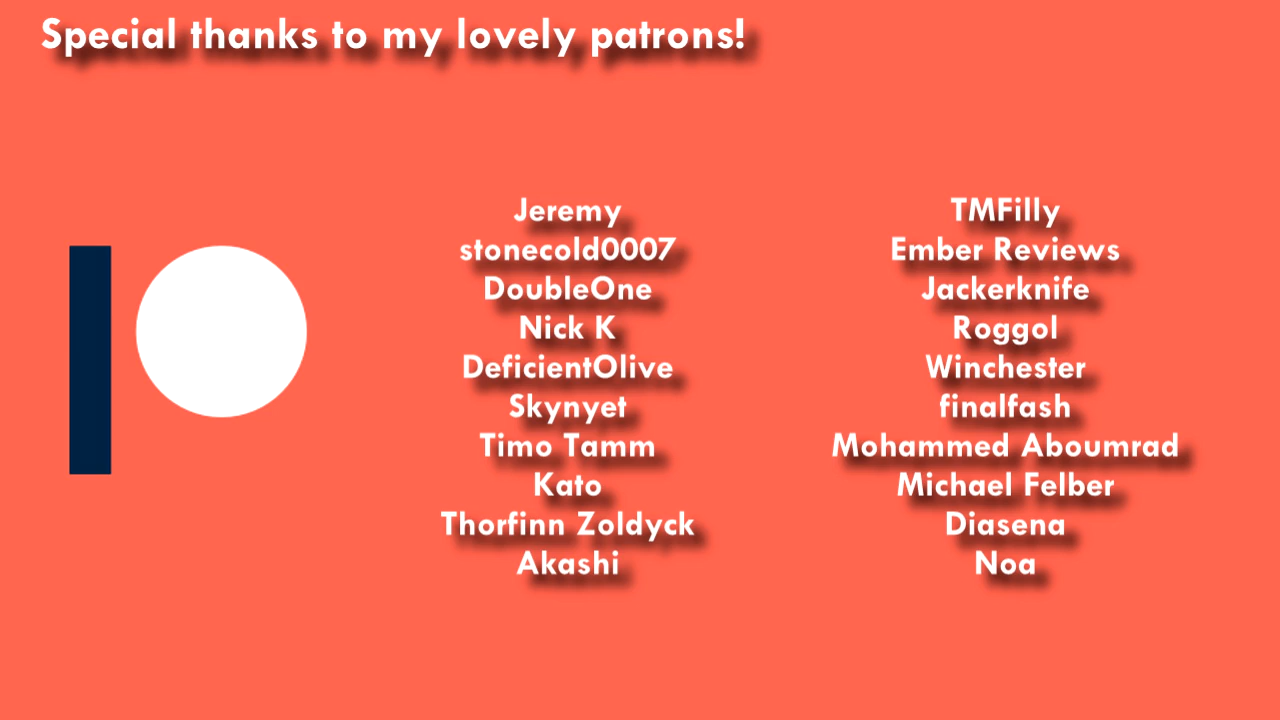 Special thanks to my lovely patrons!
Jeremy
stonecold0007
DoubleOne
Nick K
DeficientOlive
Skynyet
Timo Tamm
Kato
Thorfinn Zoldyck
Akashi
TMFilly
Ember Reviews
Jackerknife
Roggol
Winchester
finalfash
Mohammed Aboumrad
Michael Felber
Diasena
Noa